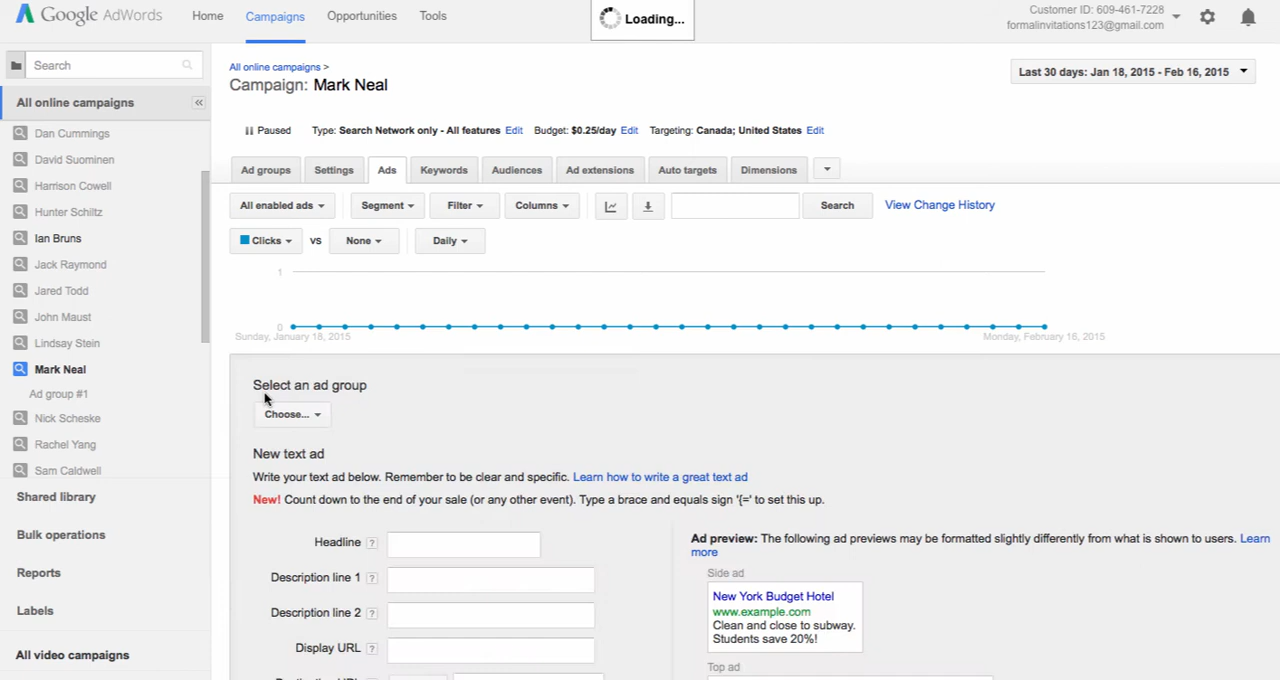 Google AdWords
Home
Campaigns
Opportunities
Tools
Loading...
Customer ID: 609-461-7228
formalinvitations123@gmail.com
Search
All online campaigns
«
Dan Cummings
David Suominen
Harrison Cowell
Hunter Schiltz
Ian Bruns
Jack Raymond
Jared Todd
John Maust
Lindsay Stein
Mark Neal
Ad group #1
Nick Scheske
Rachel Yang
Sam Caldwell
Shared library
Bulk operations
Reports
Labels
All video campaigns
All online campaigns >
Campaign: Mark Neal
Last 30 days: Jan 18, 2015 - Feb 16, 2015
Paused Type: Search Network only - All features Edit Budget: $0.25/day Edit Targeting: Canada; United States Edit
Ad groups
Settings
Ads
Keywords
Audiences
Ad extensions
Auto targets
Dimensions
All enabled ads
Segment
Filter
Columns
Search
View Change History
Clicks
vs
None
Daily
1
0
Sunday, January 18, 2015
Monday, February 16, 2015
Select an ad group
Choose...
New text ad
Write your text ad below. Remember to be clear and specific. Learn how to write a great text ad
New! Count down to the end of your sale (or any other event). Type a brace and equals sign '{=' to set this up.
Headline ?
Description line 1 ?
Description line 2 ?
Display URL ?
Ad preview: The following ad previews may be formatted slightly differently from what is shown to users. Learn
more
Side ad
New York Budget Hotel
www.example.com
Clean and close to subway.
Students save 20%!
Top ad